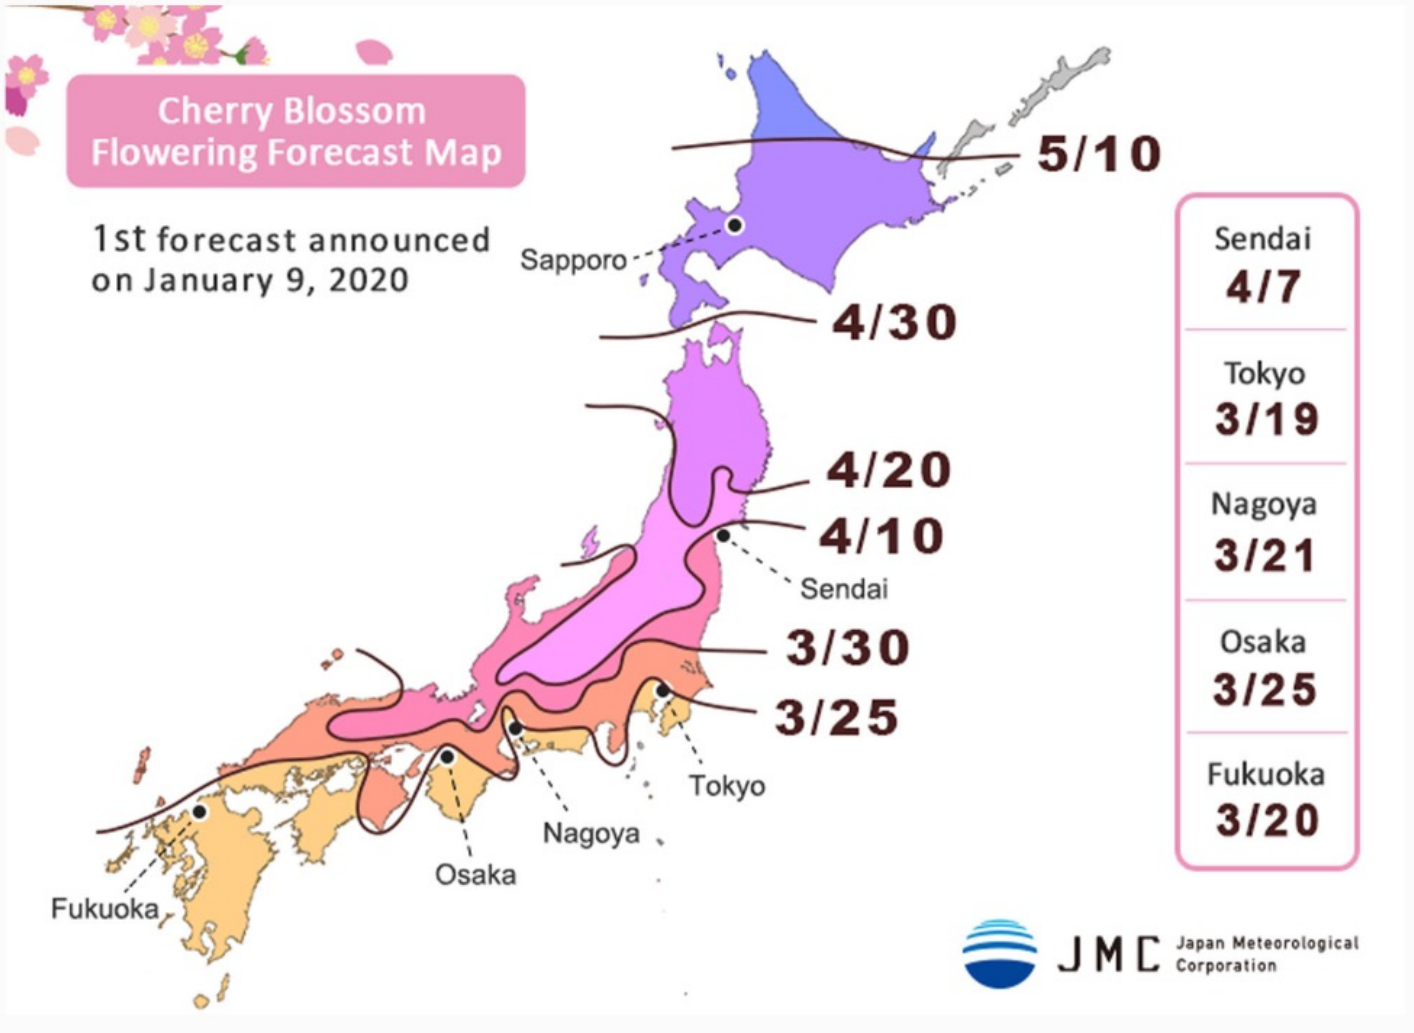 Cherry Blossom
Flowering Forecast Map
1st forecast announced
on January 9, 2020
5/10
Sapporo
4/30
4/20
4/10
Sendai
3/30
3/25
Tokyo
Nagoya
Osaka
Fukuoka
Sendai
4/7
Tokyo
3/19
Nagoya
3/21
Osaka
3/25
Fukuoka
3/20
JMC
Japan Meteorological
Corporation